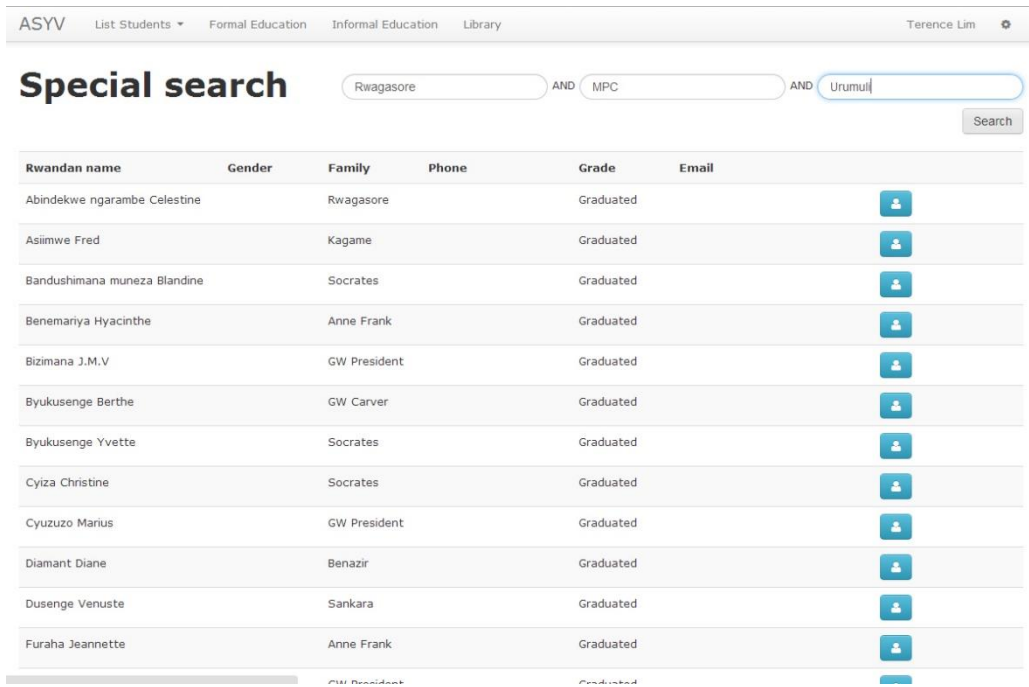 ASYV List Students Formal Education Informal Education Library Terence Lim
Special search Rwagasore AND MPC AND Urumuli
Search
Rwandan name Gender Family Phone Grade Email
Abindekwe ngarambe Celestine Rwagasore Graduated
Asiimwe Fred Kagame Graduated
Bandushimana muneza Blandine Socrates Graduated
Benemariya Hyacinthe Anne Frank Graduated
Bizimana J.M.V GW President Graduated
Byukusenge Berthe GW Carver Graduated
Byukusenge Yvette Socrates Graduated
Cyiza Christine Socrates Graduated
Cyuzuzo Marius GW President Graduated
Diamant Diane Benazir Graduated
Dusenge Venuste Sankara Graduated
Furaha Jeannette Anne Frank Graduated
GW President Graduated